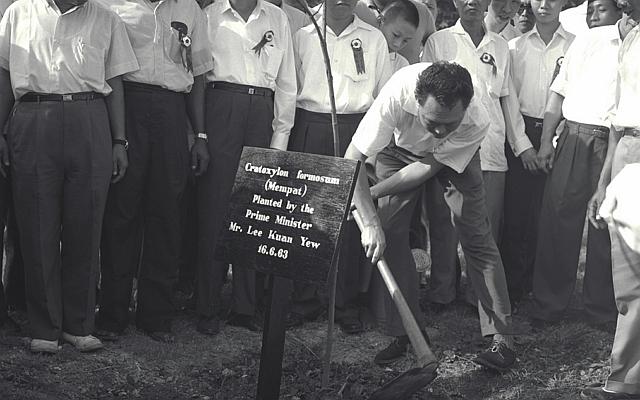 Cratoxylon formosum
(Mempat)
Planted by the
Prime Minister
Mr. Lee Kuan Yew
16.6.63